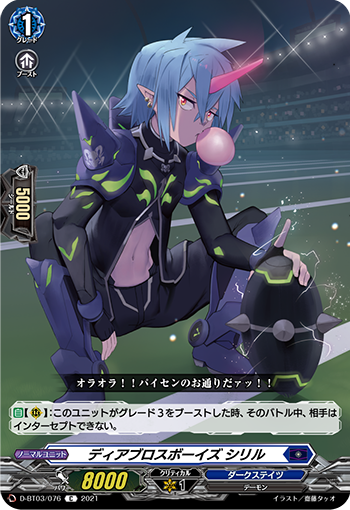 1
グレード
ブースト
5000
シールド
オラオラ！！パイセンのお通りだァッ！！
【】：このユニットがグレード３をブーストした時、そのバトル中、相手は
インターセプトできない。
ノーマルユニット
ディアブロスボーイズ シリル
パワー 8000
クリティカル
1
ダークステイツ
デーモン
D-BT03/076 C 2021
イラスト／齋藤タヶオ